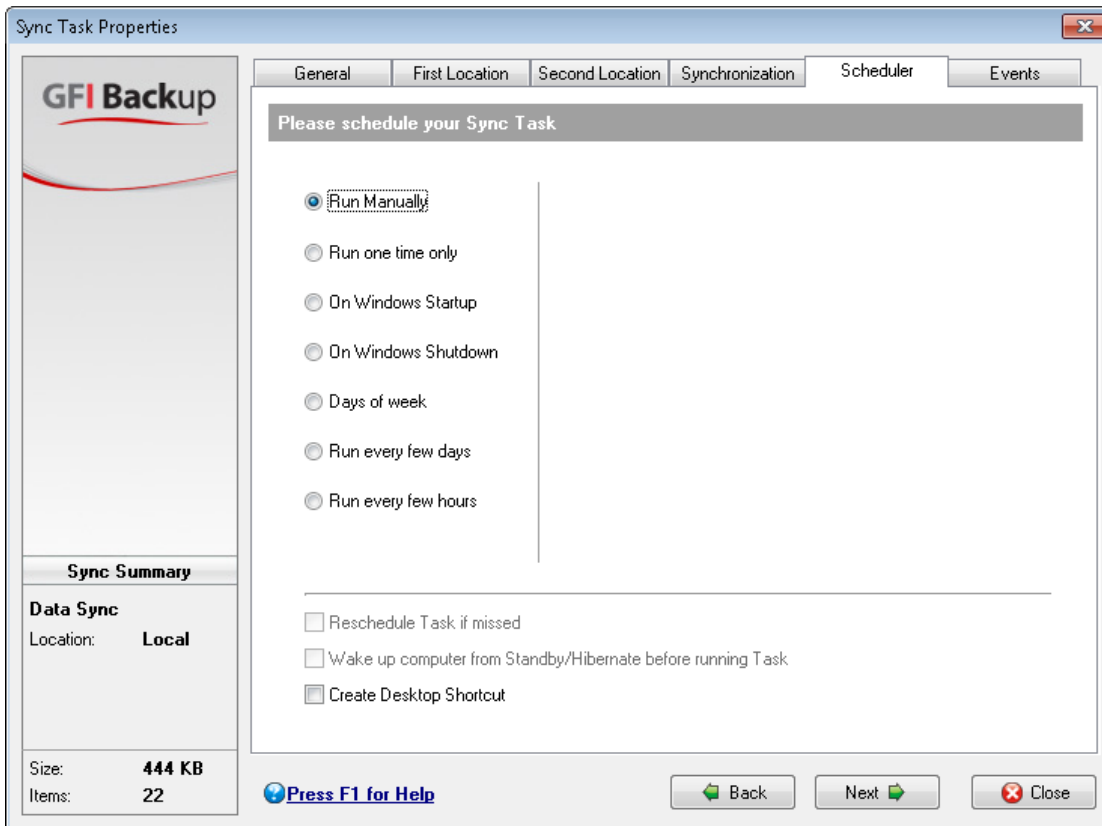 Sync Task Properties
GFI Backup
General First Location Second Location Synchronization Scheduler Events
Please schedule your Sync Task
Run Manually
Run one time only
On Windows Startup
On Windows Shutdown
Days of week
Run every few days
Run every few hours
Reschedule Task if missed
Wake up computer from Standby/Hibernate before running Task
Create Desktop Shortcut
Sync Summary
Data Sync
Location: Local
Size: 444 KB
Items: 22
Press F1 for Help
Back Next Close